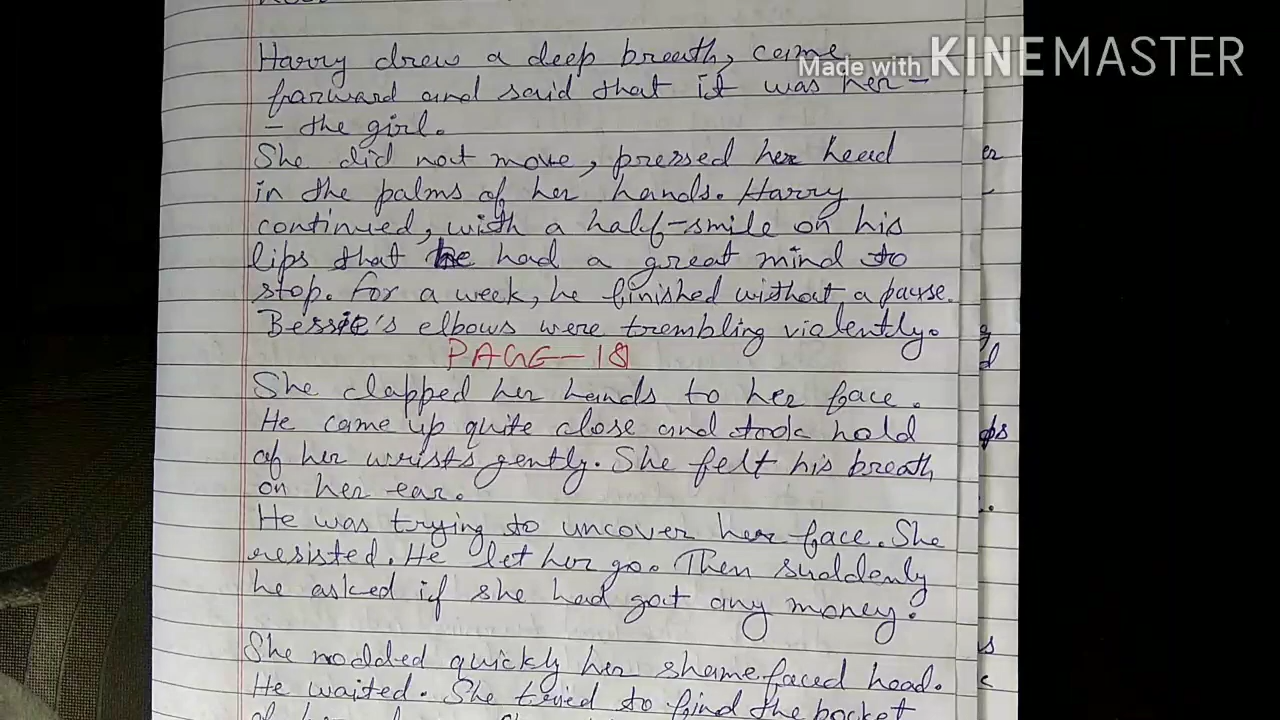 Harry drew a deep breath, came
Made with KINEMASTER
forward and said that it was her -
- the girl.
She did not move, pressed her head
in the palms of her hands. Harry
continued, with a half-smile on his
lips that he had a great mind to
stop. For a week, he finished without a pause.
Bessie's elbows were trembling violently.
PAGE-18
She clapped her hands to her face.
He came up quite close and took hold
of her wrists gently. She felt his breath
on her ear.
He was trying to uncover her face. She
resisted. He let her go. Then suddenly
he asked if she had got any money.
She nodded quickly her shamefaced head.
He waited. She tried to find the pocket